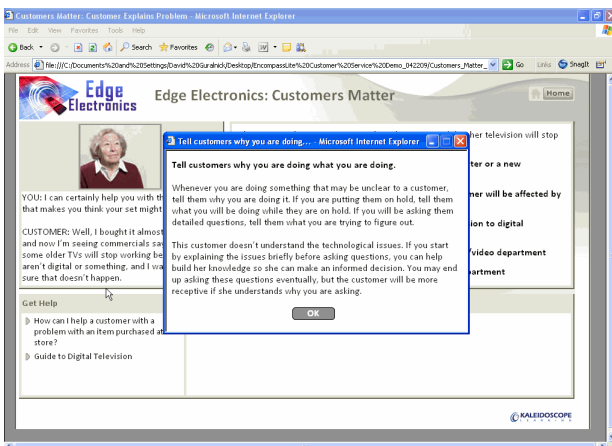 Customers Matter: Customer Explains Problem - Microsoft Internet Explorer
File Edit View Favorites Tools Help
Back Search Favorites
Address file:///C:/Documents%20and%20Settings/David%20Guralnick/Desktop/EncompassLite%20Customer%20Service%20Demo_042209/Customers_Matter_ Go Links SnagIt
Edge
Electronics
Edge Electronics: Customers Matter
Home
her television will stop
Tell customers why you are doing... - Microsoft Internet Explorer
Tell customers why you are doing what you are doing.
Whenever you are doing something that may be unclear to a customer,
tell them why you are doing it. If you are putting them on hold, tell them
what you will be doing while they are on hold. If you will be asking them
detailed questions, tell them what you are trying to figure out.
This customer doesn't understand the technological issues. If you start
by explaining the issues briefly before asking questions, you can help
build her knowledge so she can make an informed decision. You may end
up asking these questions eventually, but the customer will be more
receptive if she understands why you are asking.
OK
ter or a new
mer will be affected by
ion to digital
/video department
partment
YOU: I can certainly help you with th
that makes you think your set might
CUSTOMER: Well, I bought it almost
and now I'm seeing commercials say
some older TVs will stop working be
aren't digital or something, and I wa
sure that doesn't happen.
Get Help
How can I help a customer with a
problem with an item purchased at
store?
Guide to Digital Television
KALEIDOSCOPE
LEARNING